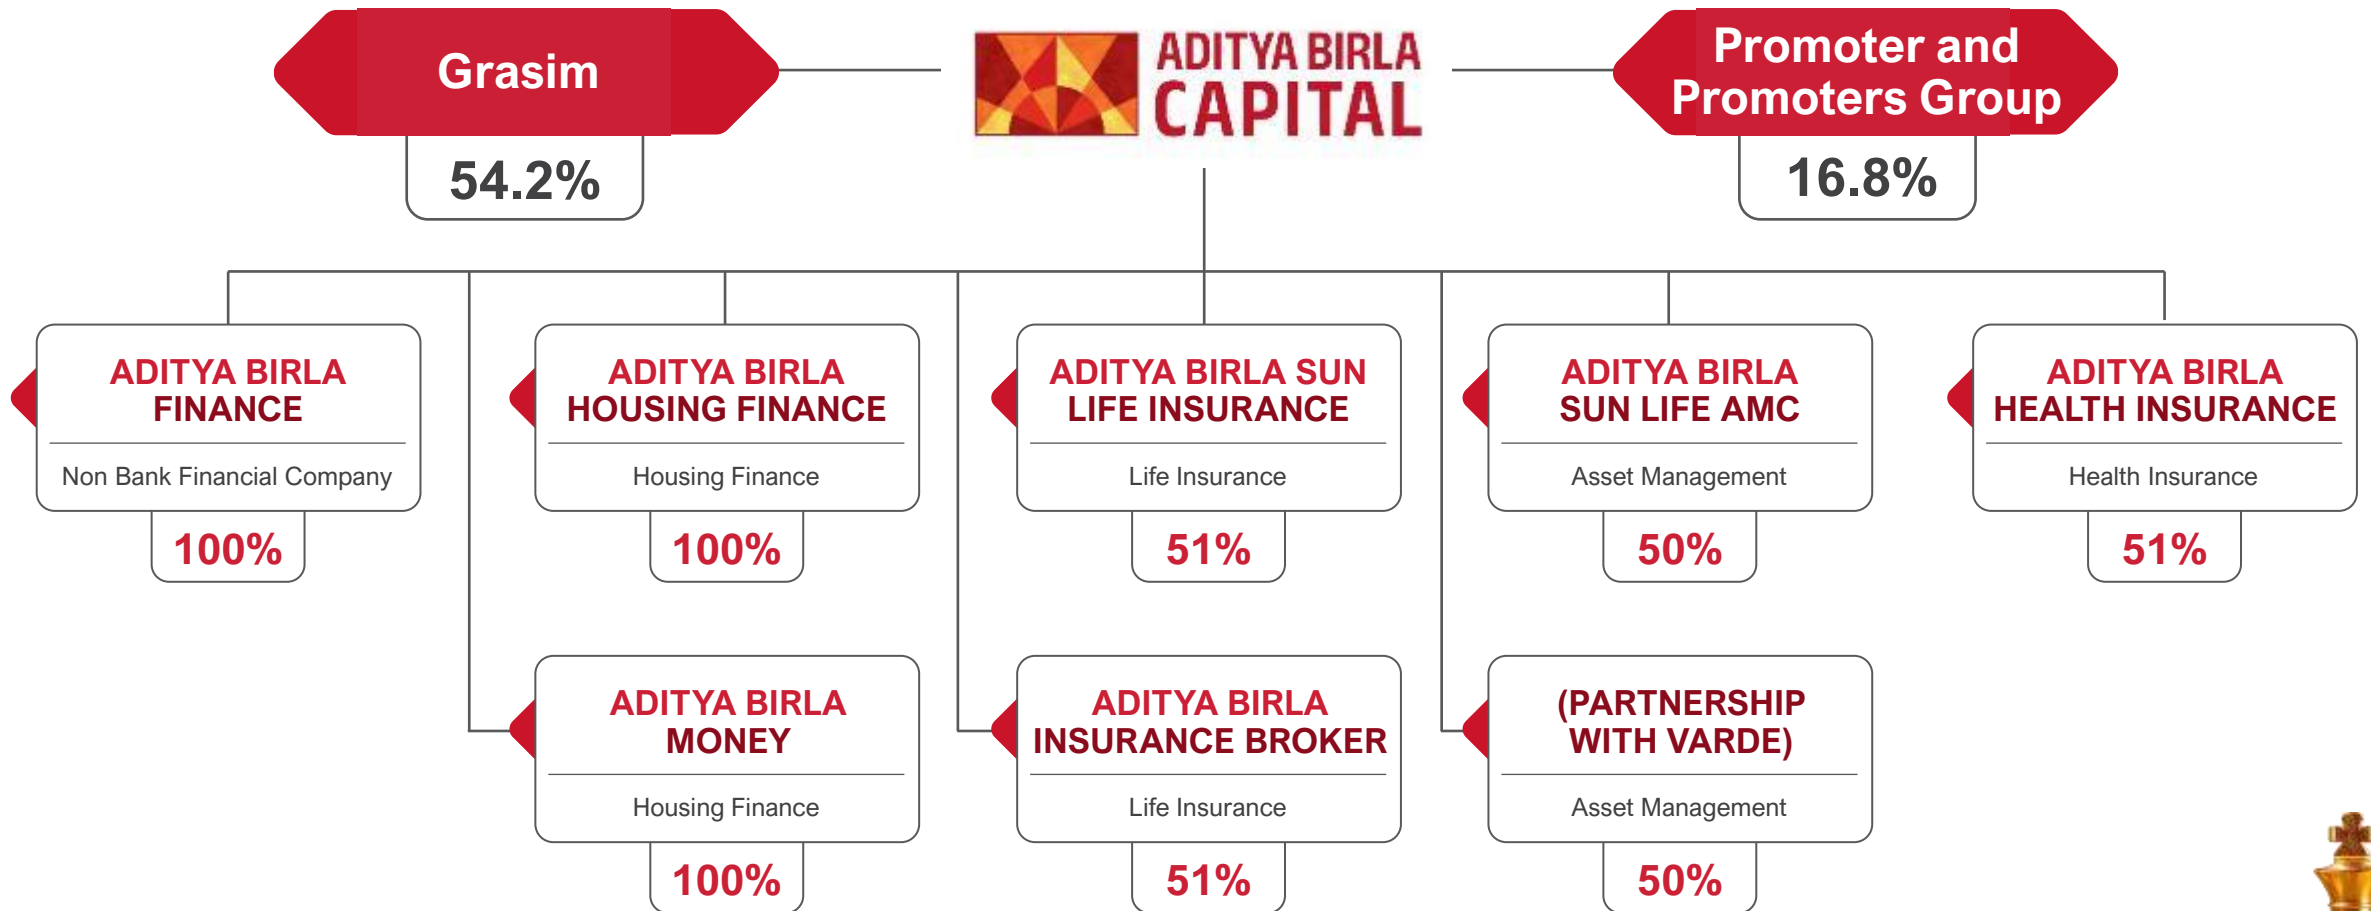 Grasim
54.2%
ADITYA BIRLA
CAPITAL
Promoter and
Promoters Group
16.8%
ADITYA BIRLA
FINANCE
Non Bank Financial Company
100%
ADITYA BIRLA
HOUSING FINANCE
Housing Finance
100%
ADITYA BIRLA SUN
LIFE INSURANCE
Life Insurance
51%
ADITYA BIRLA
SUN LIFE AMC
Asset Management
50%
ADITYA BIRLA
HEALTH INSURANCE
Health Insurance
51%
ADITYA BIRLA
MONEY
Housing Finance
100%
ADITYA BIRLA
INSURANCE BROKER
Life Insurance
51%
(PARTNERSHIP
WITH VARDE)
Asset Management
50%